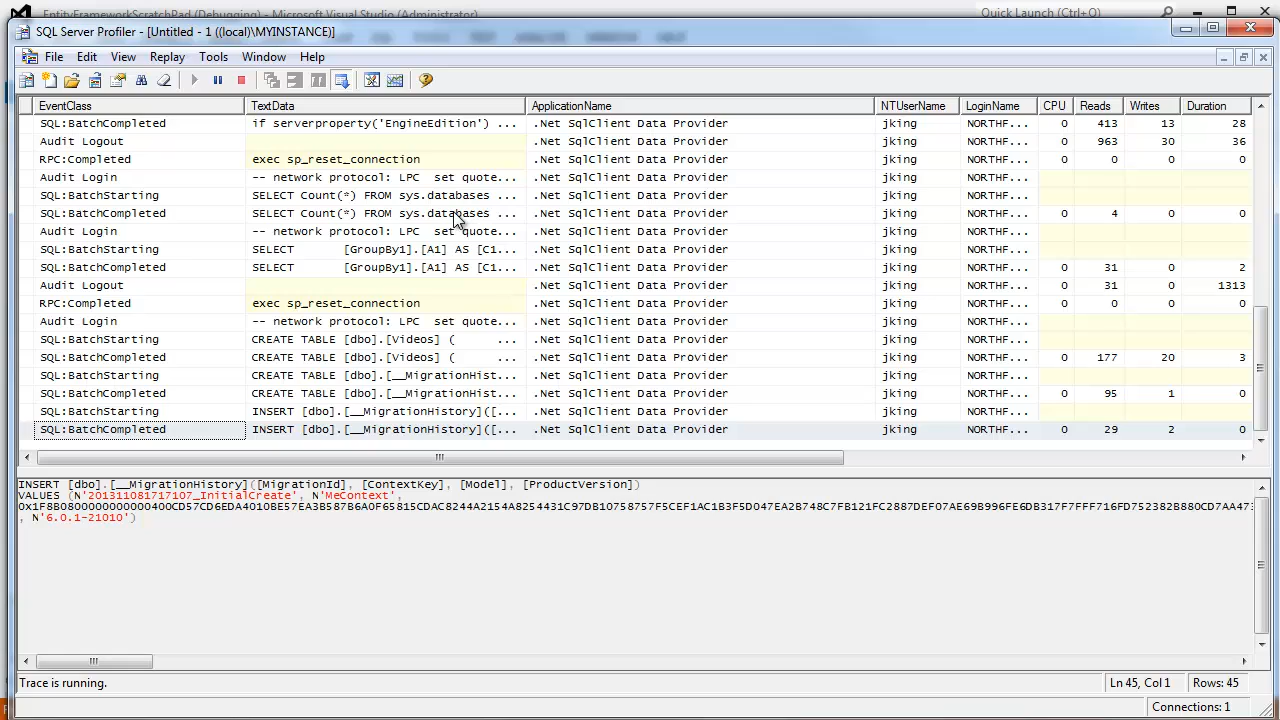 EntityFrameworkScratchPad (Debugging) - Microsoft Visual Studio (Administrator)
Quick Launch (Ctrl+Q)
SQL Server Profiler - [Untitled - 1 ((local)\MYINSTANCE)]
File Edit View Replay Tools Window Help
EventClass TextData ApplicationName NTUserName LoginName CPU Reads Writes Duration
SQL:BatchCompleted if serverproperty('EngineEdition') ... .Net SqlClient Data Provider jking NORTHF... 0 413 13 28
Audit Logout .Net SqlClient Data Provider jking NORTHF... 0 963 30 36
RPC:Completed exec sp_reset_connection .Net SqlClient Data Provider jking NORTHF... 0 0 0 0
Audit Login -- network protocol: LPC set quote... .Net SqlClient Data Provider jking NORTHF...
SQL:BatchStarting SELECT Count(*) FROM sys.databases ... .Net SqlClient Data Provider jking NORTHF...
SQL:BatchCompleted SELECT Count(*) FROM sys.databases ... .Net SqlClient Data Provider jking NORTHF... 0 4 0 0
Audit Login -- network protocol: LPC set quote... .Net SqlClient Data Provider jking NORTHF...
SQL:BatchStarting SELECT [GroupBy1].[A1] AS [C1... .Net SqlClient Data Provider jking NORTHF...
SQL:BatchCompleted SELECT [GroupBy1].[A1] AS [C1... .Net SqlClient Data Provider jking NORTHF... 0 31 0 2
Audit Logout .Net SqlClient Data Provider jking NORTHF... 0 31 0 1313
RPC:Completed exec sp_reset_connection .Net SqlClient Data Provider jking NORTHF... 0 0 0 0
Audit Login -- network protocol: LPC set quote... .Net SqlClient Data Provider jking NORTHF...
SQL:BatchStarting CREATE TABLE [dbo].[Videos] ( ... .Net SqlClient Data Provider jking NORTHF...
SQL:BatchCompleted CREATE TABLE [dbo].[Videos] ( ... .Net SqlClient Data Provider jking NORTHF... 0 177 20 3
SQL:BatchStarting CREATE TABLE [dbo].[__MigrationHist... .Net SqlClient Data Provider jking NORTHF...
SQL:BatchCompleted CREATE TABLE [dbo].[__MigrationHist... .Net SqlClient Data Provider jking NORTHF... 0 95 1 0
SQL:BatchStarting INSERT [dbo].[__MigrationHistory]([... .Net SqlClient Data Provider jking NORTHF...
SQL:BatchCompleted INSERT [dbo].[__MigrationHistory]([... .Net SqlClient Data Provider jking NORTHF... 0 29 2 0
INSERT [dbo].[__MigrationHistory]([MigrationId], [ContextKey], [Model], [ProductVersion])
VALUES (N'201311081717107_InitialCreate', N'MeContext',
0x1F8B0800000000000400CD57CD6EDA4010BE57EA3B587B6A0F65815CDAC8244A2154A8254431C97DB10758757F5CEF1AC1B3F5D047EA2B748C7FB121FC2887DEF07AE69B996FE6DB317F7FFF716FD752382B880CD7AA473
, N'6.0.1-21010')
Trace is running.
Ln 45, Col 1 Rows: 45
Connections: 1